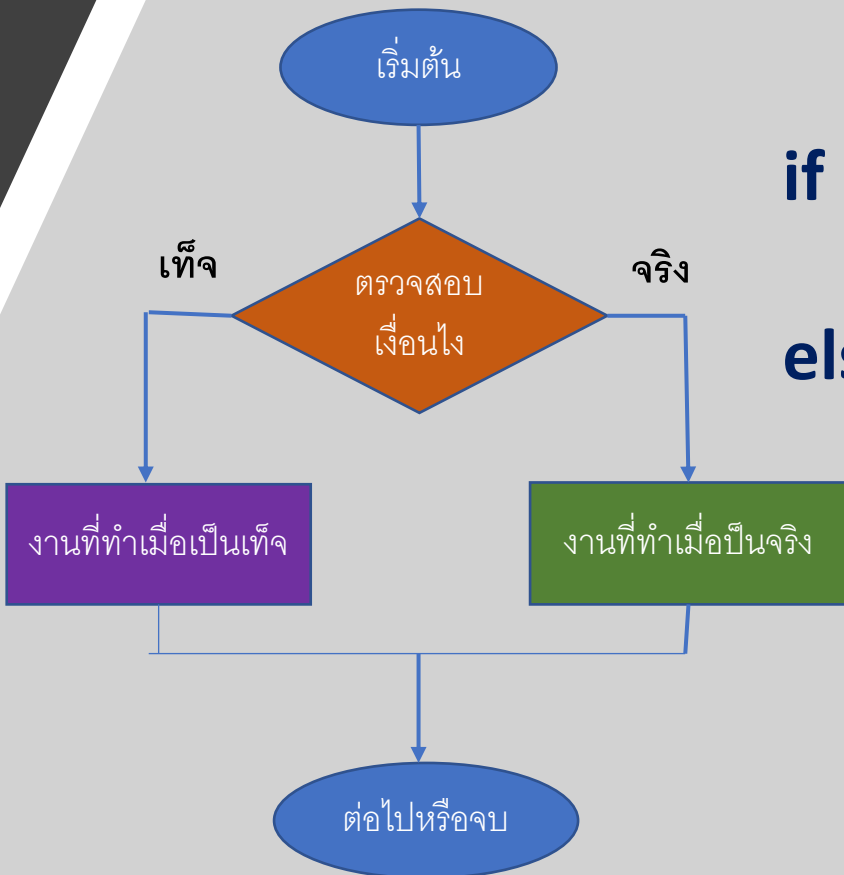 เริ่มต้น
if
เท็จ
จริง
ตรวจสอบ
เงื่อนไง
els
งานที่ทำเมื่อเป็นเท็จ
งานที่ทำเมื่อป็นจริง
ต่อไปหรือจบ